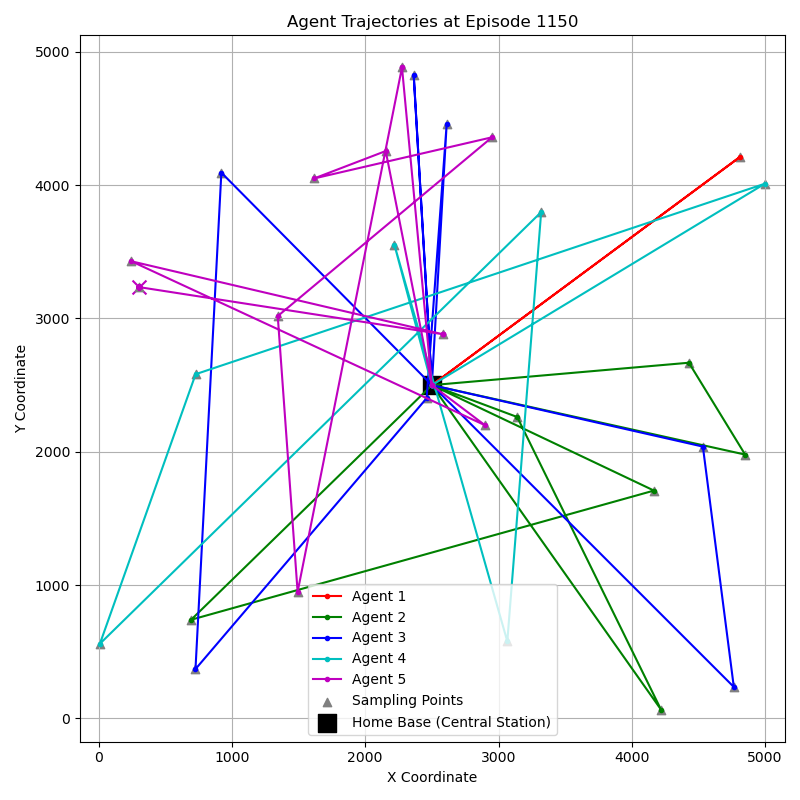 Agent Trajectories at Episode 1150
Y Coordinate
5000
4000
3000
2000
1000
0
Agent 1
Agent 2
Agent 3
Agent 4
Agent 5
Sampling Points
Home Base (Central Station)
0 1000 2000 3000 4000 5000
X Coordinate